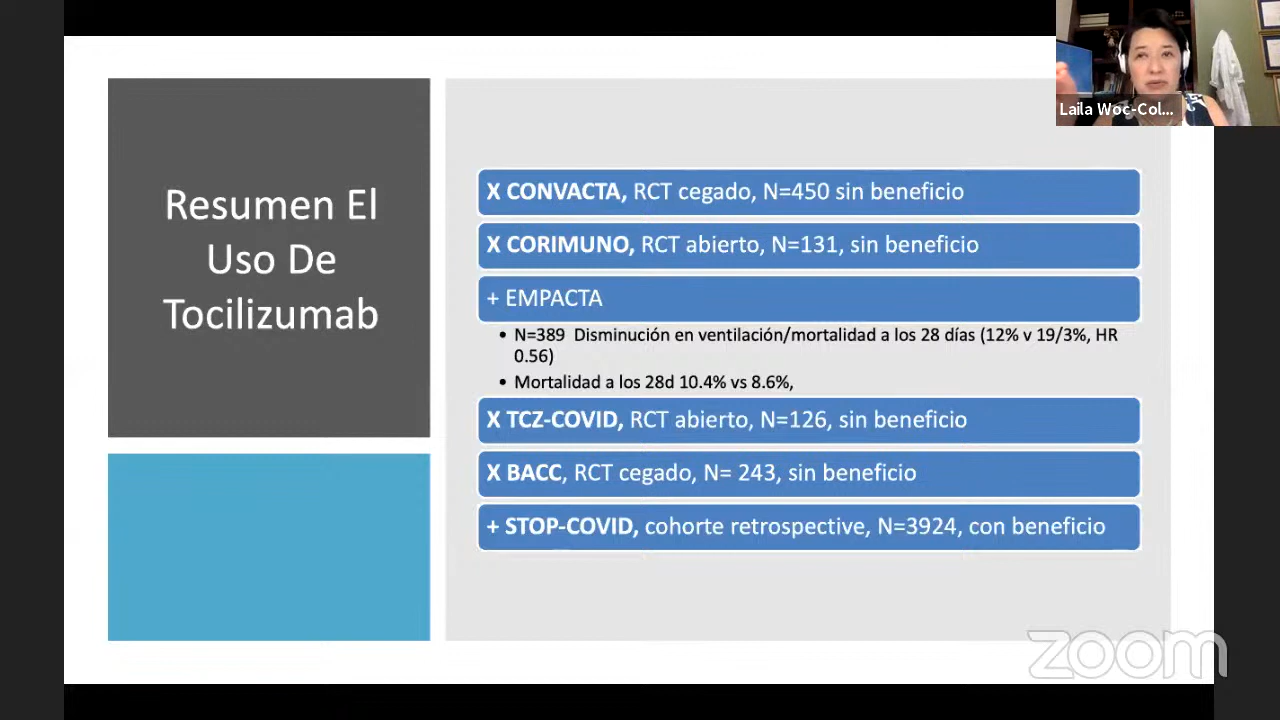 Laila Woc-Col...
Resumen El
Uso De
Tocilizumab
X CONVACTA, RCT cegado, N=450 sin beneficio
X CORIMUNO, RCT abierto, N=131, sin beneficio
+ EMPACTA
• N=389 Disminución en ventilación/mortalidad a los 28 días (12% v 19/3%, HR
0.56)
• Mortalidad a los 28d 10.4% vs 8.6%,
X TCZ-COVID, RCT abierto, N=126, sin beneficio
X BACC, RCT cegado, N= 243, sin beneficio
+ STOP-COVID, cohorte retrospective, N=3924, con beneficio
zoom